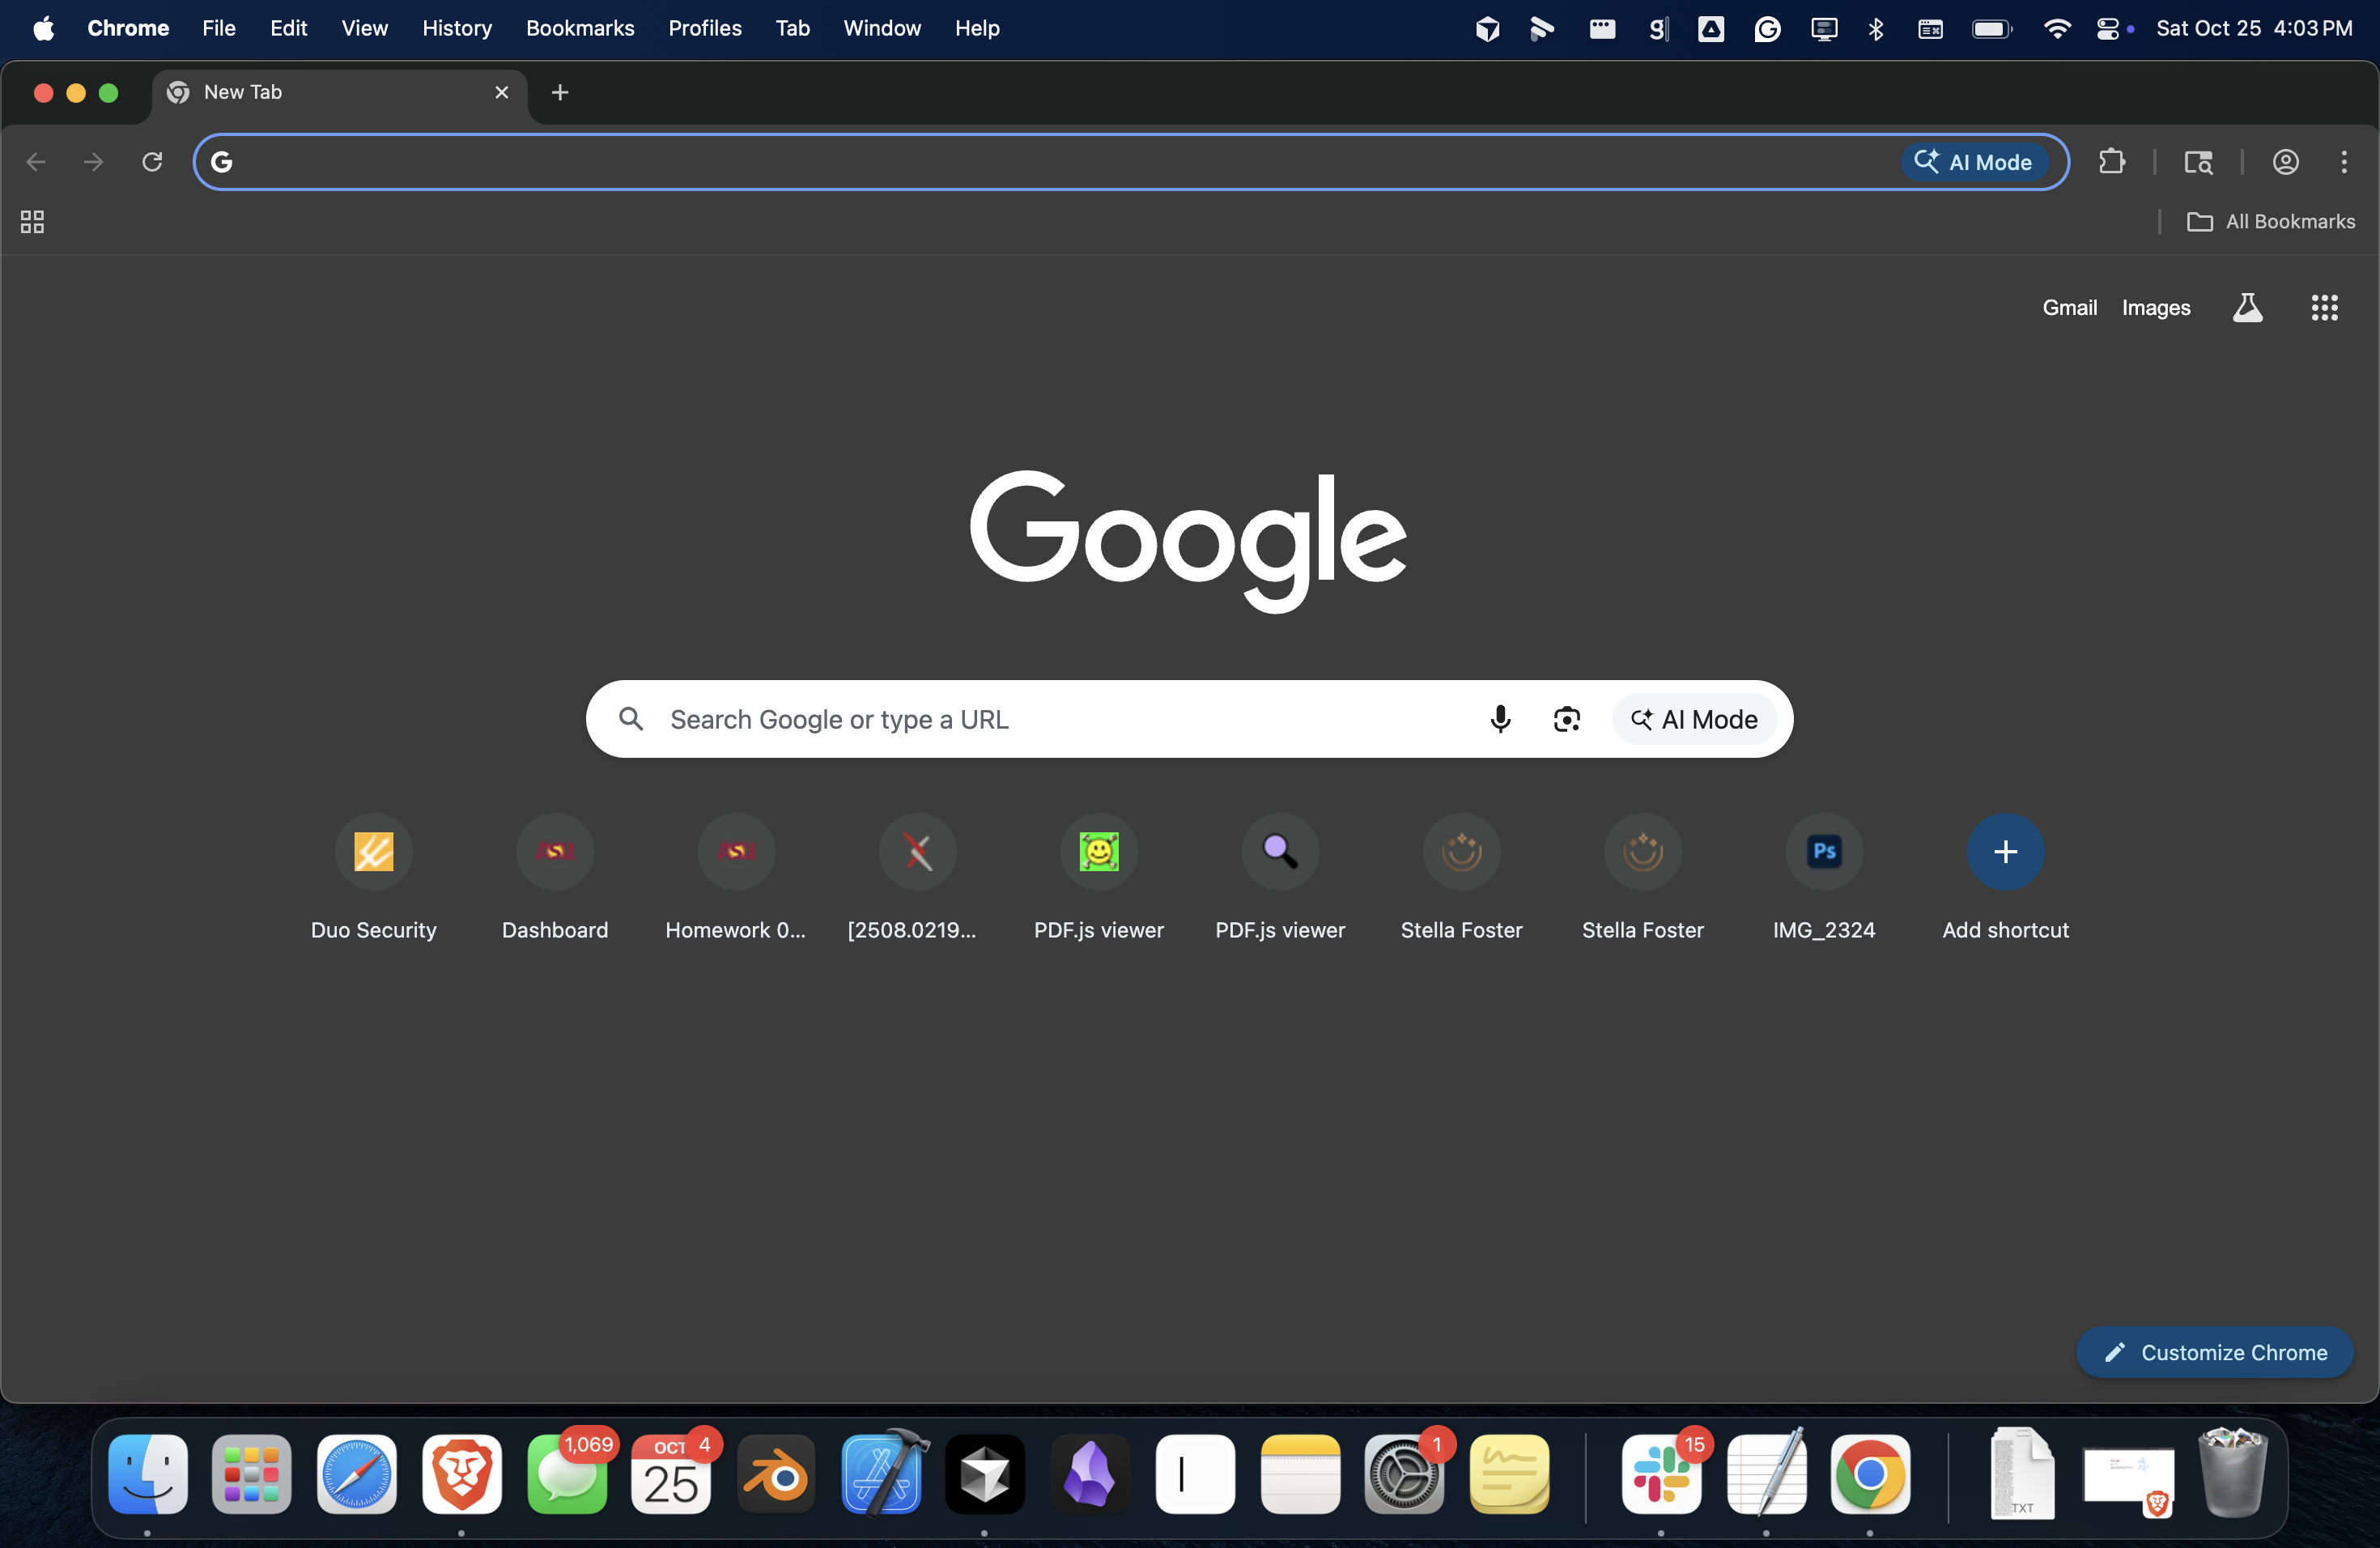 Chrome File Edit View History Bookmarks Profiles Tab Window Help Sat Oct 25 4:03 PM
New Tab
AI Mode
All Bookmarks
Gmail Images
Google
Search Google or type a URL AI Mode
Duo Security Dashboard Homework 0... [2508.0219... PDF.js viewer PDF.js viewer Stella Foster Stella Foster IMG_2324 Add shortcut
Ps
Customize Chrome
1,069 OCT 4 1 15
25
TXT